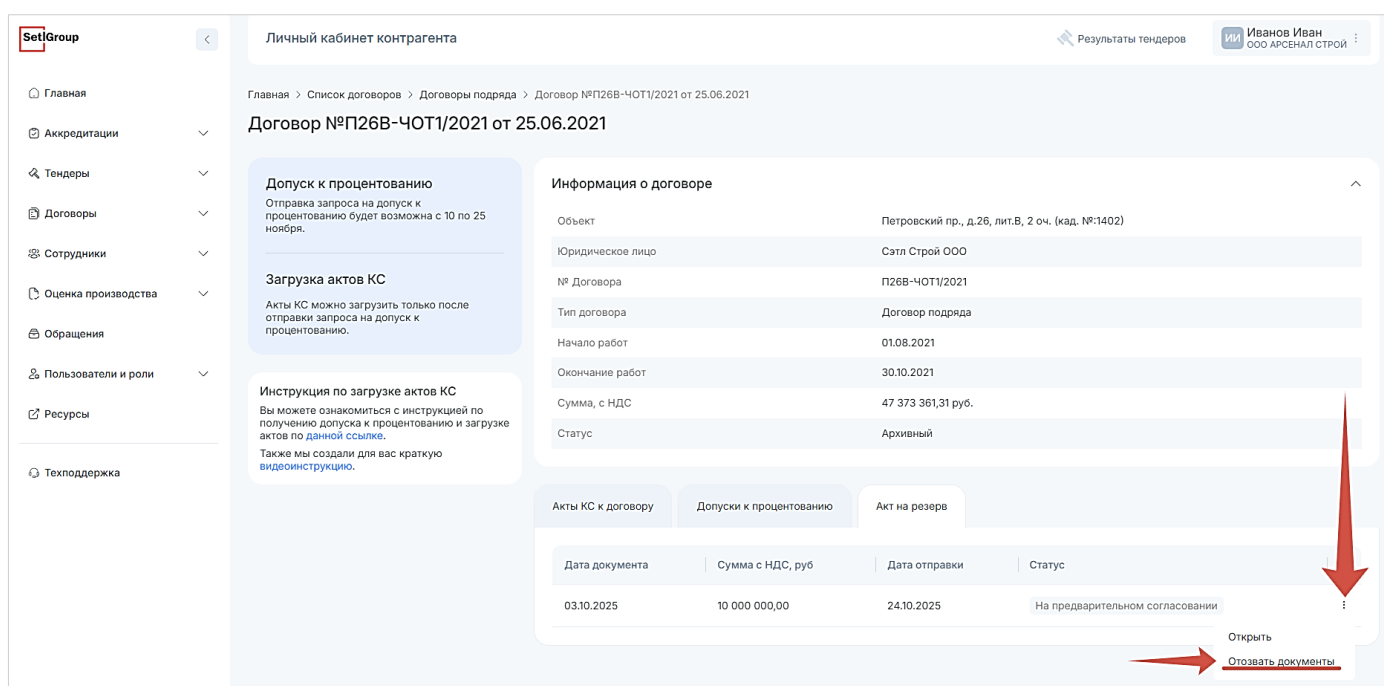 Setl Group
Личный кабинет контрагента
Результаты тендеров
ИИ
Иванов Иван
ООО АРСЕНАЛ СТРОЙ
Главная
Аккредитации
Тендеры
Договоры
Сотрудники
Оценка производства
Обращения
Пользователи и роли
Ресурсы
Техподдержка
Главная > Список договоров > Договоры подряда > Договор №П26В-ЧОТ1/2021 от 25.06.2021
Договор №П26В-ЧОТ1/2021 от 25.06.2021
Допуск к процентованию
Отправка запроса на допуск к
процентованию будет возможна с 10 по 25
ноября.
Загрузка актов КС
Акты КС можно загрузить только после
отправки запроса на допуск к
процентованию.
Инструкция по загрузке актов КС
Вы можете ознакомиться с инструкцией по
получению допуска к процентованию и загрузке
актов по данной ссылке.
Также мы создали для вас краткую
видеоинструкцию.
Информация о договоре
Объект Петровский пр., д.26, лит.В, 2 оч. (кад. №:1402)
Юридическое лицо Сэтл Строй ООО
№ Договора П26В-ЧОТ1/2021
Тип договора Договор подряда
Начало работ 01.08.2021
Окончание работ 30.10.2021
Сумма, с НДС 47 373 361,31 руб.
Статус Архивный
Акты КС к договору Допуски к процентованию Акт на резерв
Дата документа Сумма с НДС, руб Дата отправки Статус
03.10.2025 10 000 000,00 24.10.2025 На предварительном согласовании
Открыть
Отозвать документы